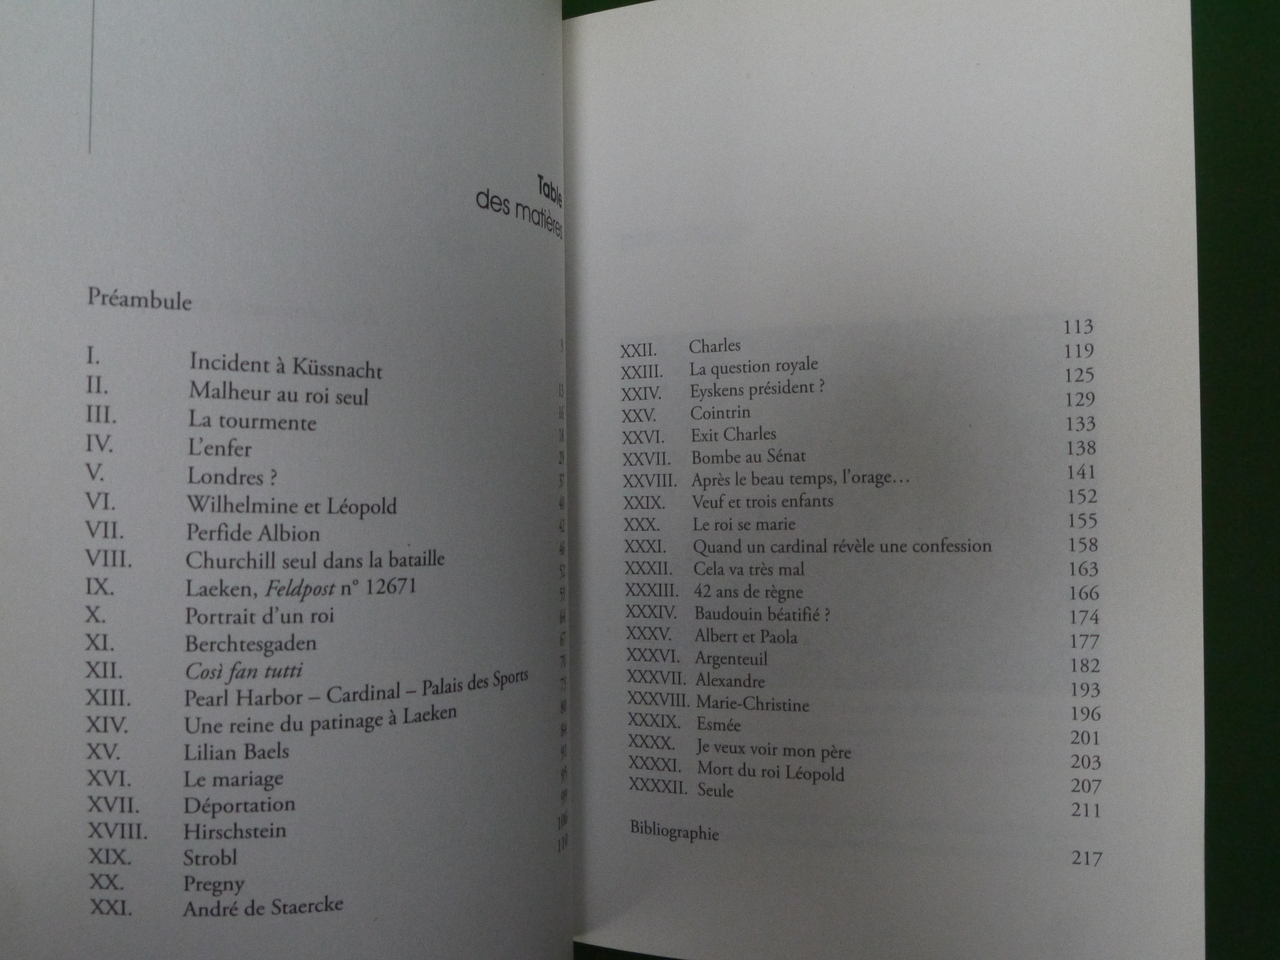 Table
des matières
Préambule
I. Incident à Küssnacht
II. Malheur au roi seul
III. La tourmente
IV. L'enfer
V. Londres ?
VI. Wilhelmine et Léopold
VII. Perfide Albion
VIII. Churchill seul dans la bataille
IX. Laeken, Feldpost n° 12671
X. Portrait d'un roi
XI. Berchtesgaden
XII. Così fan tutti
XIII. Pearl Harbor – Cardinal – Palais des Sports
XIV. Une reine du patinage à Laeken
XV. Lilian Baels
XVI. Le mariage
XVII. Déportation
XVIII. Hirschstein
XIX. Strobl
XX. Pregny
XXI. André de Staercke
XXII. Charles 113
XXIII. La question royale 119
XXIV. Eyskens président ? 125
XXV. Cointrin 129
XXVI. Exit Charles 133
XXVII. Bombe au Sénat 138
XXVIII. Après le beau temps, l'orage… 141
XXIX. Veuf et trois enfants 152
XXX. Le roi se marie 155
XXXI. Quand un cardinal révèle une confession 158
XXXII. Cela va très mal 163
XXXIII. 42 ans de règne 166
XXXIV. Baudouin béatifié ? 174
XXXV. Albert et Paola 177
XXXVI. Argenteuil 182
XXXVII. Alexandre 193
XXXVIII. Marie-Christine 196
XXXIX. Esmée 201
XXXX. Je veux voir mon père 203
XXXXI. Mort du roi Léopold 207
XXXXII. Seule 211
Bibliographie 217